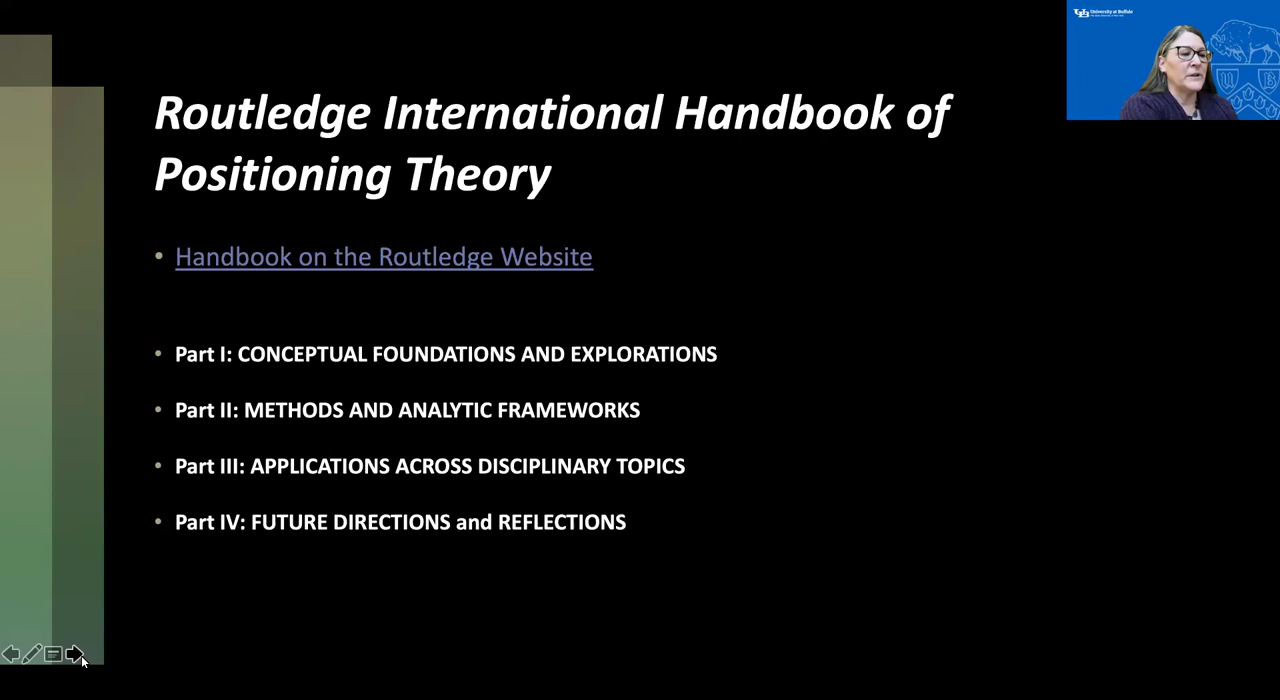 University at Buffalo
Routledge International Handbook of
Positioning Theory
• Handbook on the Routledge Website
• Part I: CONCEPTUAL FOUNDATIONS AND EXPLORATIONS
• Part II: METHODS AND ANALYTIC FRAMEWORKS
• Part III: APPLICATIONS ACROSS DISCIPLINARY TOPICS
• Part IV: FUTURE DIRECTIONS and REFLECTIONS